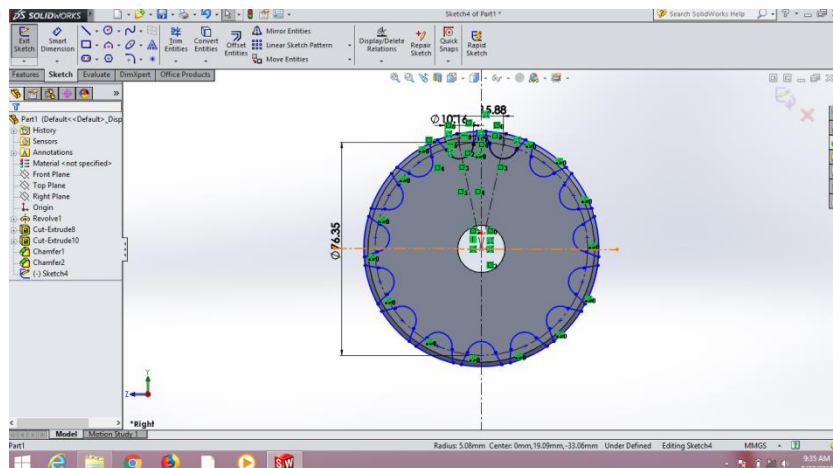 SOLIDWORKS
Sketch4 of Part1 *
Search SolidWorks Help
Exit Sketch
Smart Dimension
Trim Entities
Convert Entities
Offset Entities
Mirror Entities
Linear Sketch Pattern
Move Entities
Display/Delete Relations
Repair Sketch
Quick Snaps
Rapid Sketch
Features Sketch Evaluate DimXpert Office Products
Part1 (Default<<Default>_Disp
History
Sensors
Annotations
Material <not specified>
Front Plane
Top Plane
Right Plane
Origin
Revolve1
Cut-Extrude8
Cut-Extrude10
Chamfer1
Chamfer2
(-) Sketch4
Ø10.16
15.88
Ø76.35
Y
Z
*Right
Model Motion Study 1
Part1
Radius: 5.08mm Center: 0mm,19.09mm,-33.06mm Under Defined Editing Sketch4 MMGS
9:35 AM